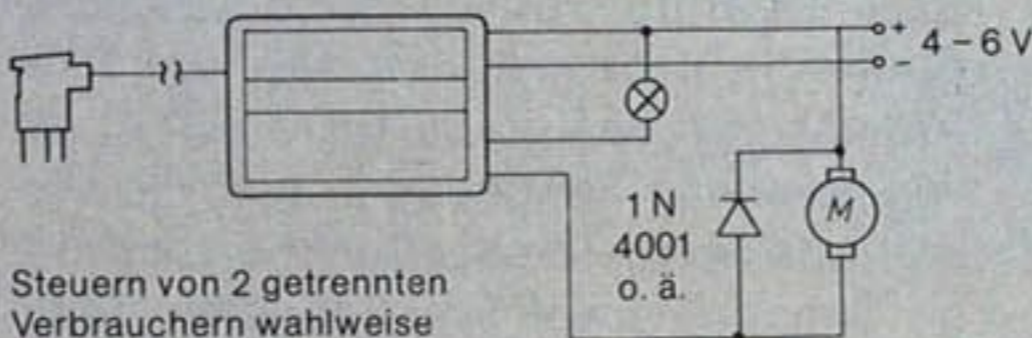 + 4 – 6 V
–
M
1 N
4001
o. ä.
Steuern von 2 getrennten
Verbrauchern wahlweise